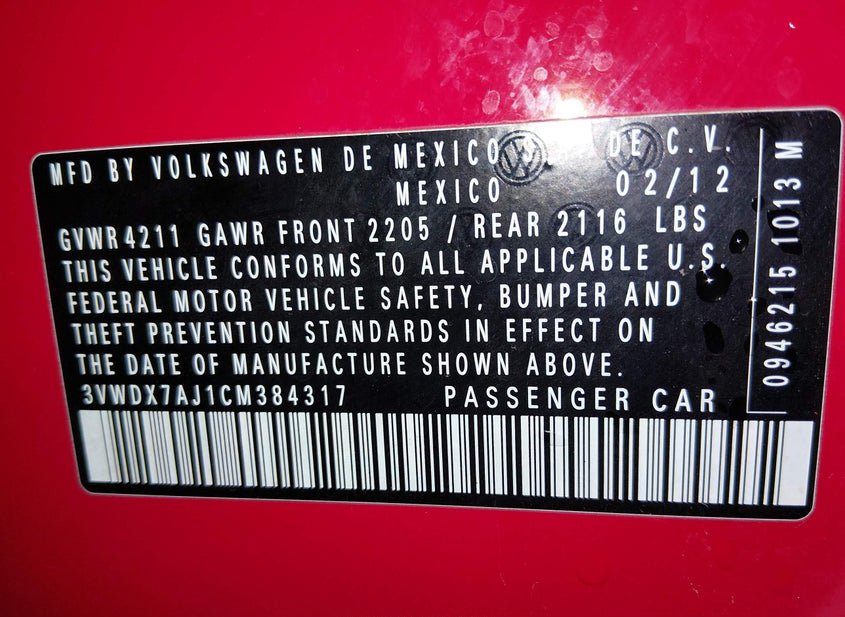 MFD BY VOLKSWAGEN DE MEXICO S. DE C.V.
MEXICO 02/12
GVWR 4211 GAWR FRONT 2205 / REAR 2116 LBS
THIS VEHICLE CONFORMS TO ALL APPLICABLE U.S.
FEDERAL MOTOR VEHICLE SAFETY, BUMPER AND
THEFT PREVENTION STANDARDS IN EFFECT ON
THE DATE OF MANUFACTURE SHOWN ABOVE.
3VWDX7AJ1CM384317 PASSENGER CAR
0946215 1013 M